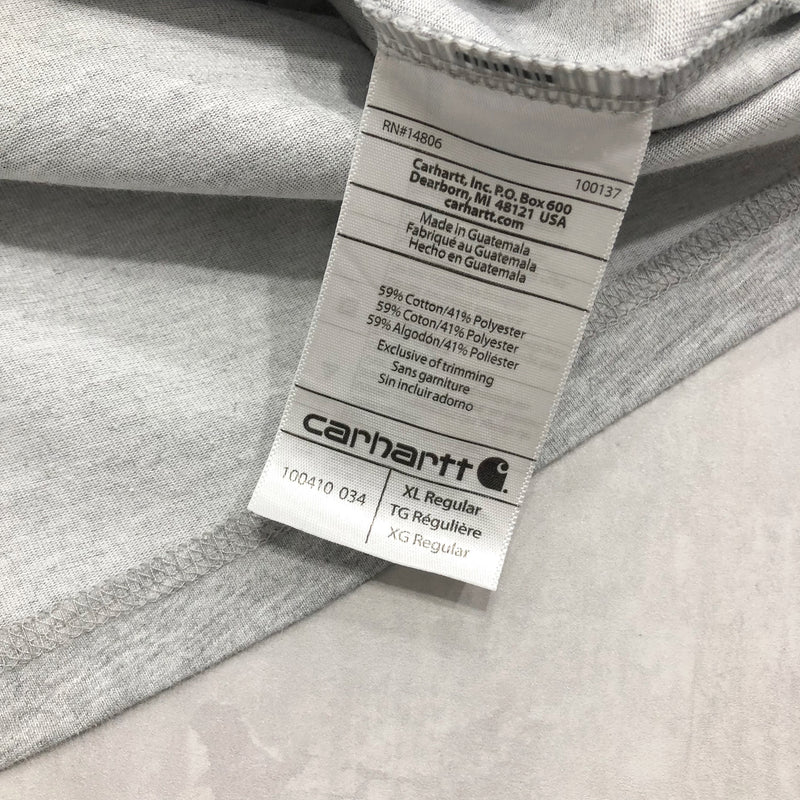 RN#14806
100137
Carhartt, Inc. P.O. Box 600
Dearborn, MI 48121 USA
carhartt.com
Made in Guatemala
Fabriqué au Guatemala
Hecho en Guatemala
59% Cotton/41% Polyester
59% Coton/41% Polyester
59% Algodón/41% Poliéster
Exclusive of trimming
Sans garniture
Sin incluir adorno
carhartt
100410 034
XL Regular
TG Régulière
XG Regular